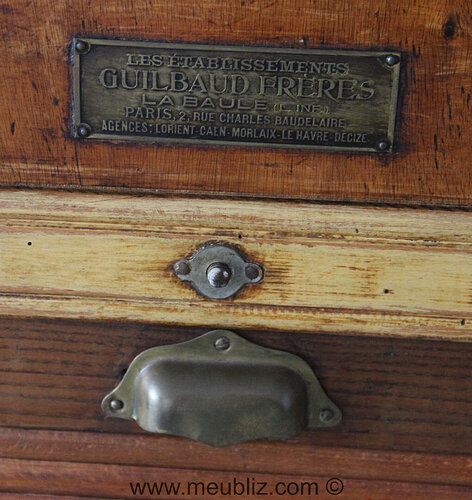 LES ÉTABLISSEMENTS
GUILBAUD FRÈRES
LA BAULE (L. INF.)
PARIS, 2, RUE CHARLES BAUDELAIRE
AGENCES: LORIENT-CAEN-MORLAIX-LE HAVRE-DECIZE
www.meubliz.com ©